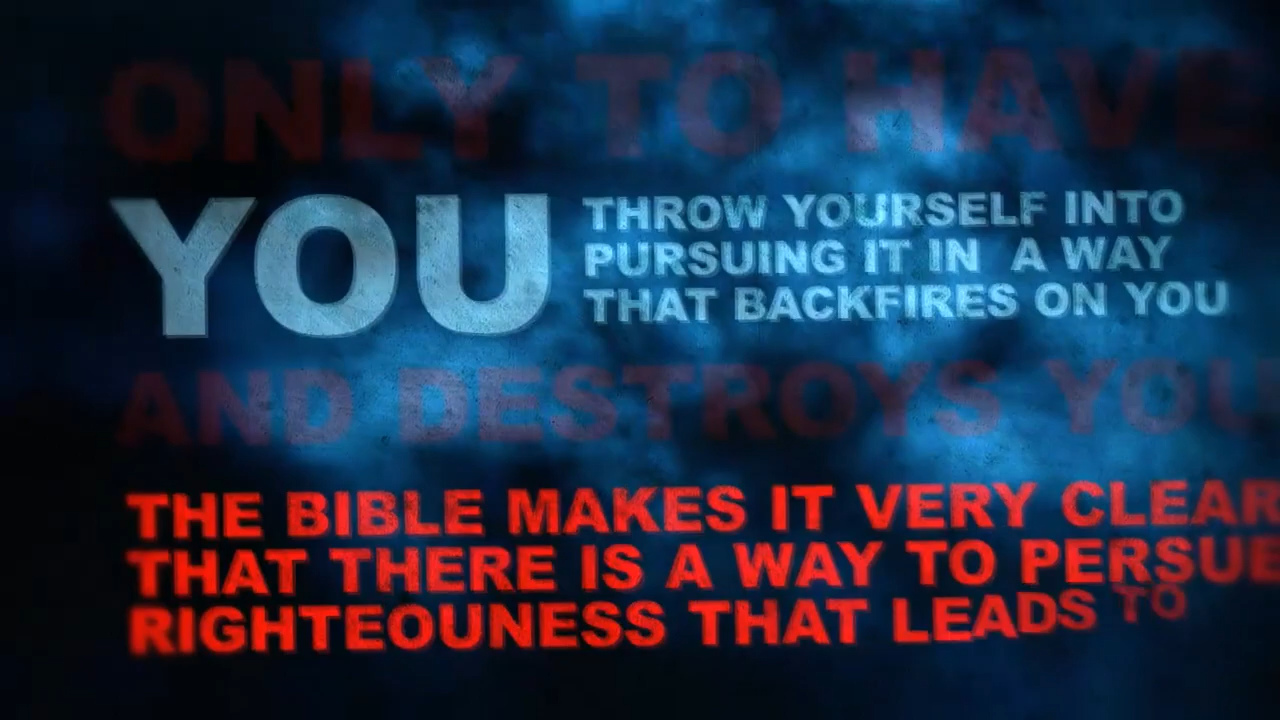 ONLY TO HAVE
YOU
THROW YOURSELF INTO
PURSUING IT IN A WAY
THAT BACKFIRES ON YOU
AND DESTROYS YOU
THE BIBLE MAKES IT VERY CLEAR
THAT THERE IS A WAY TO PERSUE
RIGHTEOUNESS THAT LEADS TO